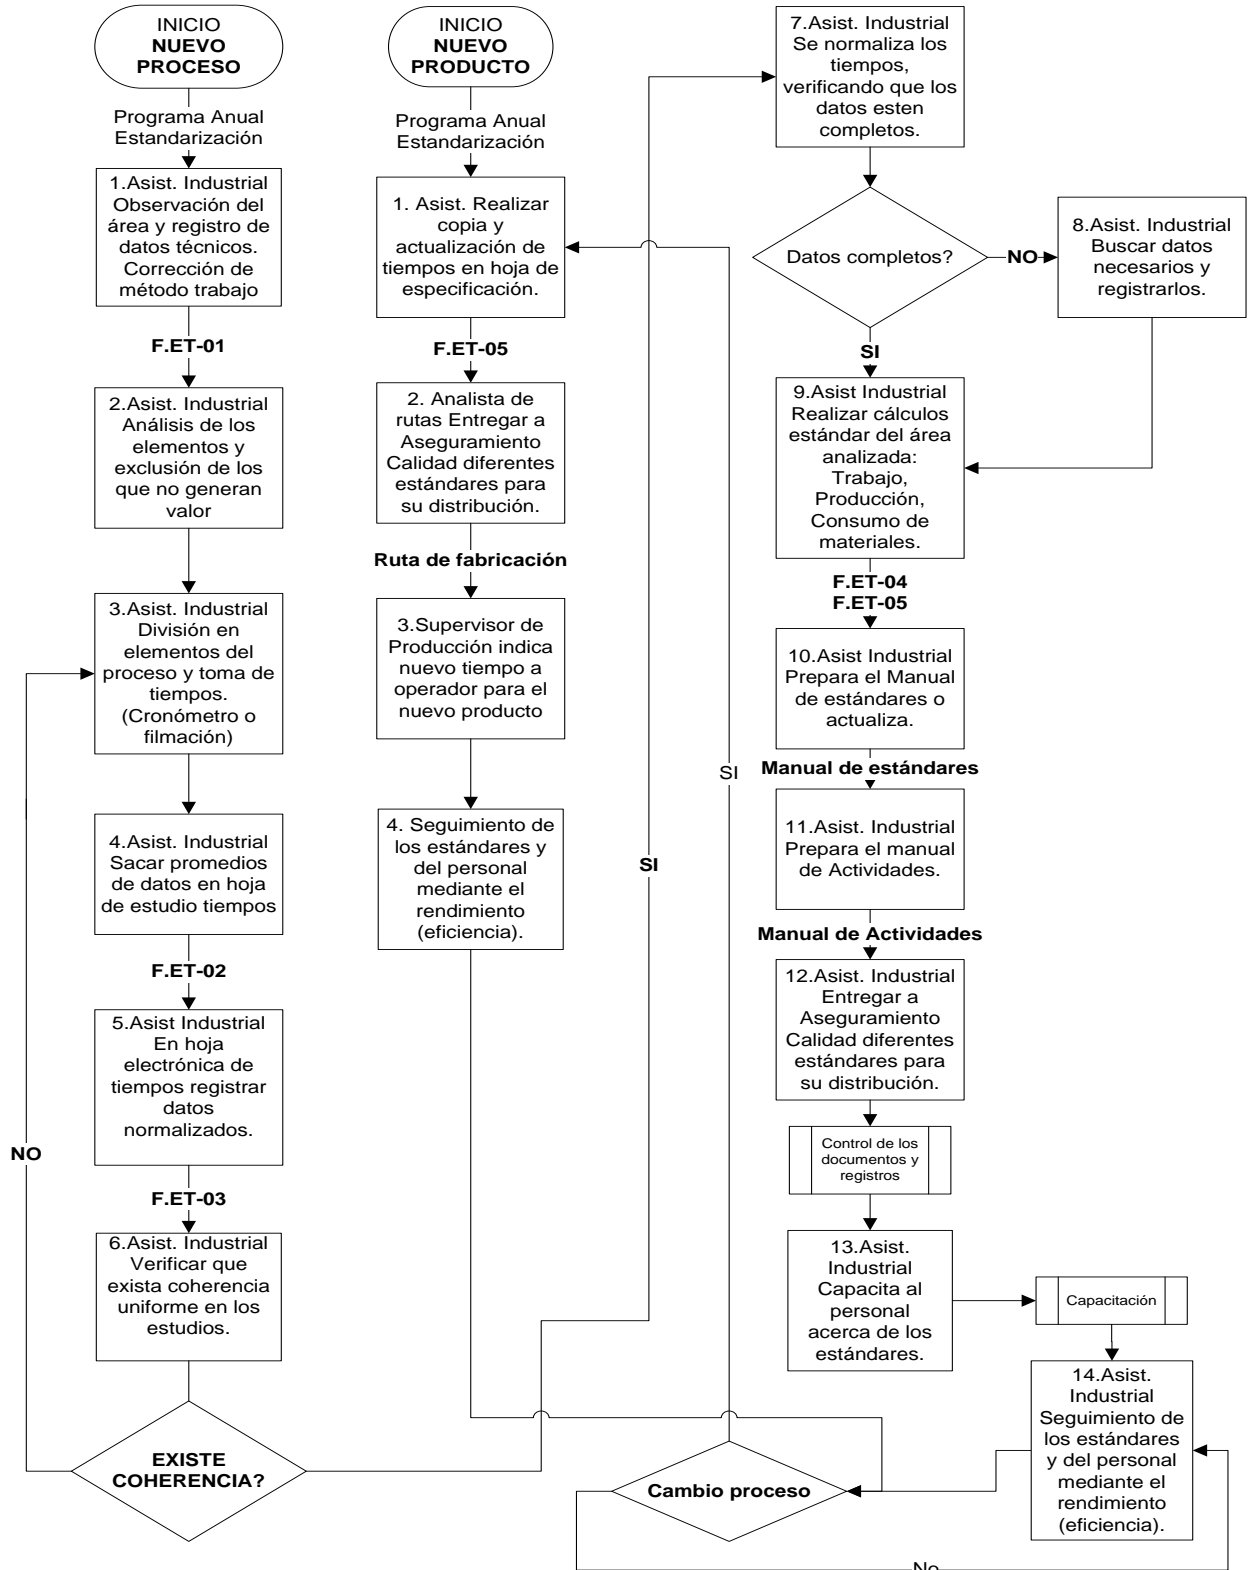 INICIO
NUEVO
PROCESO
Programa Anual
Estandarización
1.Asist. Industrial
Observación del
área y registro de
datos técnicos.
Corrección de
método trabajo
F.ET-01
2.Asist. Industrial
Análisis de los
elementos y
exclusión de los
que no generan
valor
3.Asist. Industrial
División en
elementos del
proceso y toma de
tiempos.
(Cronómetro o
filmación)
4.Asist. Industrial
Sacar promedios
de datos en hoja
de estudio tiempos
F.ET-02
5.Asist Industrial
En hoja
electrónica de
tiempos registrar
datos
normalizados.
NO
F.ET-03
6.Asist. Industrial
Verificar que
exista coherencia
uniforme en los
estudios.
EXISTE
COHERENCIA?
INICIO
NUEVO
PRODUCTO
Programa Anual
Estandarización
1. Asist. Realizar
copia y
actualización de
tiempos en hoja de
especificación.
F.ET-05
2. Analista de
rutas Entregar a
Aseguramiento
Calidad diferentes
estándares para
su distribución.
Ruta de fabricación
3.Supervisor de
Producción indica
nuevo tiempo a
operador para el
nuevo producto
4. Seguimiento de
los estándares y
del personal
mediante el
rendimiento
(eficiencia).
SI
SI
7.Asist. Industrial
Se normaliza los
tiempos,
verificando que los
datos esten
completos.
Datos completos?
NO
8.Asist. Industrial
Buscar datos
necesarios y
registrarlos.
SI
9.Asist Industrial
Realizar cálculos
estándar del área
analizada:
Trabajo,
Producción,
Consumo de
materiales.
F.ET-04
F.ET-05
10.Asist Industrial
Prepara el Manual
de estándares o
actualiza.
Manual de estándares
11.Asist. Industrial
Prepara el manual
de Actividades.
Manual de Actividades
12.Asist. Industrial
Entregar a
Aseguramiento
Calidad diferentes
estándares para
su distribución.
Control de los
documentos y
registros
13.Asist.
Industrial
Capacita al
personal
acerca de los
estándares.
Capacitación
14.Asist.
Industrial
Seguimiento de
los estándares
y del personal
mediante el
rendimiento
(eficiencia).
Cambio proceso
No